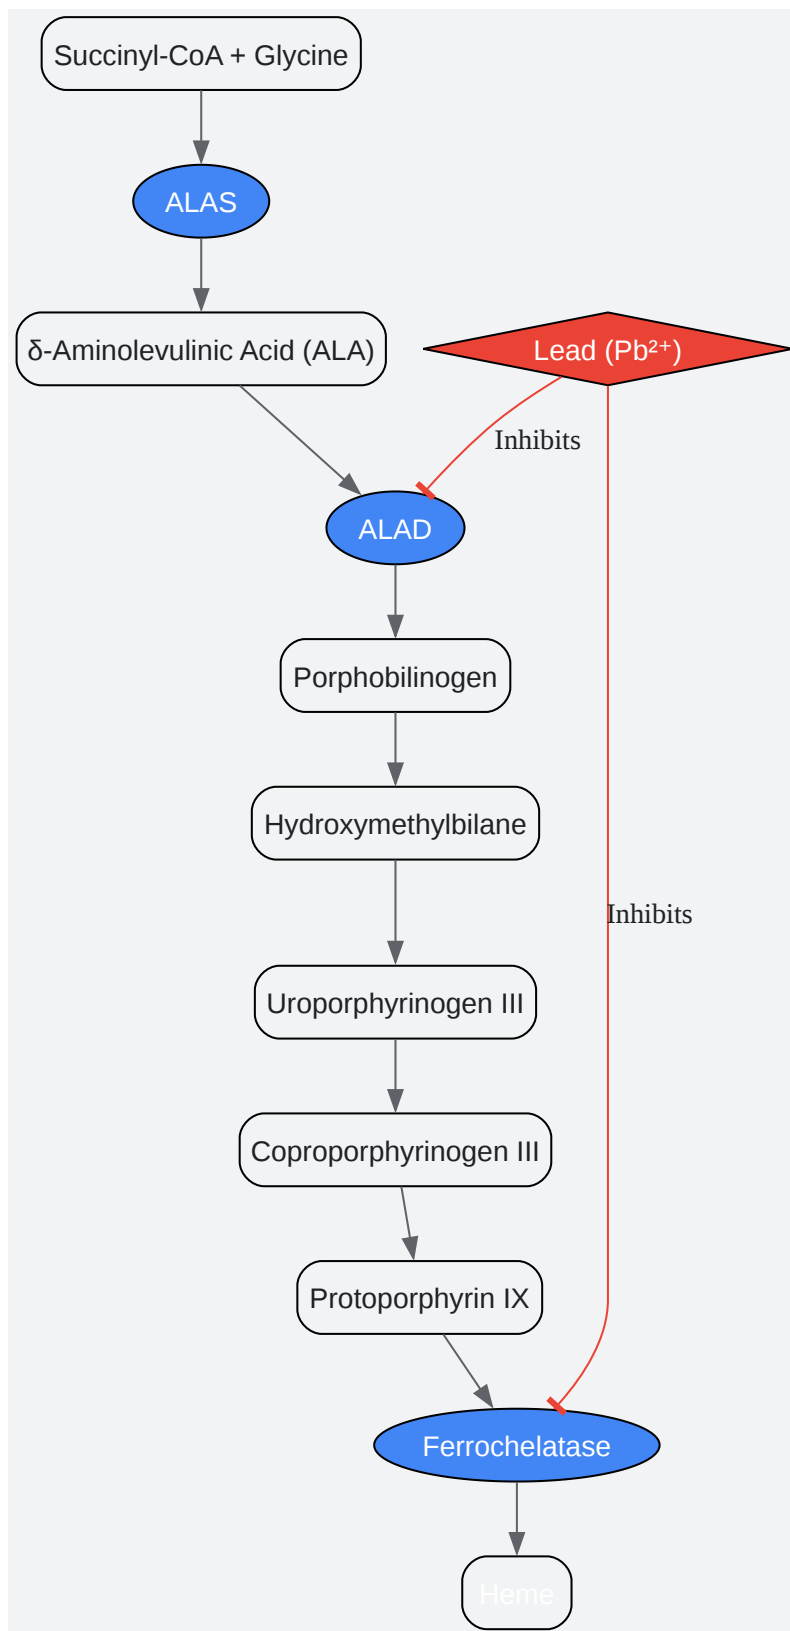 Succinyl-CoA + Glycine
ALAS
δ-Aminolevulinic Acid (ALA)
Lead (Pb²⁺)
Inhibits
ALAD
Porphobilinogen
Hydroxymethylbilane
Inhibits
Uroporphyrinogen III
Coproporphyrinogen III
Protoporphyrin IX
Ferrochelatase
Heme